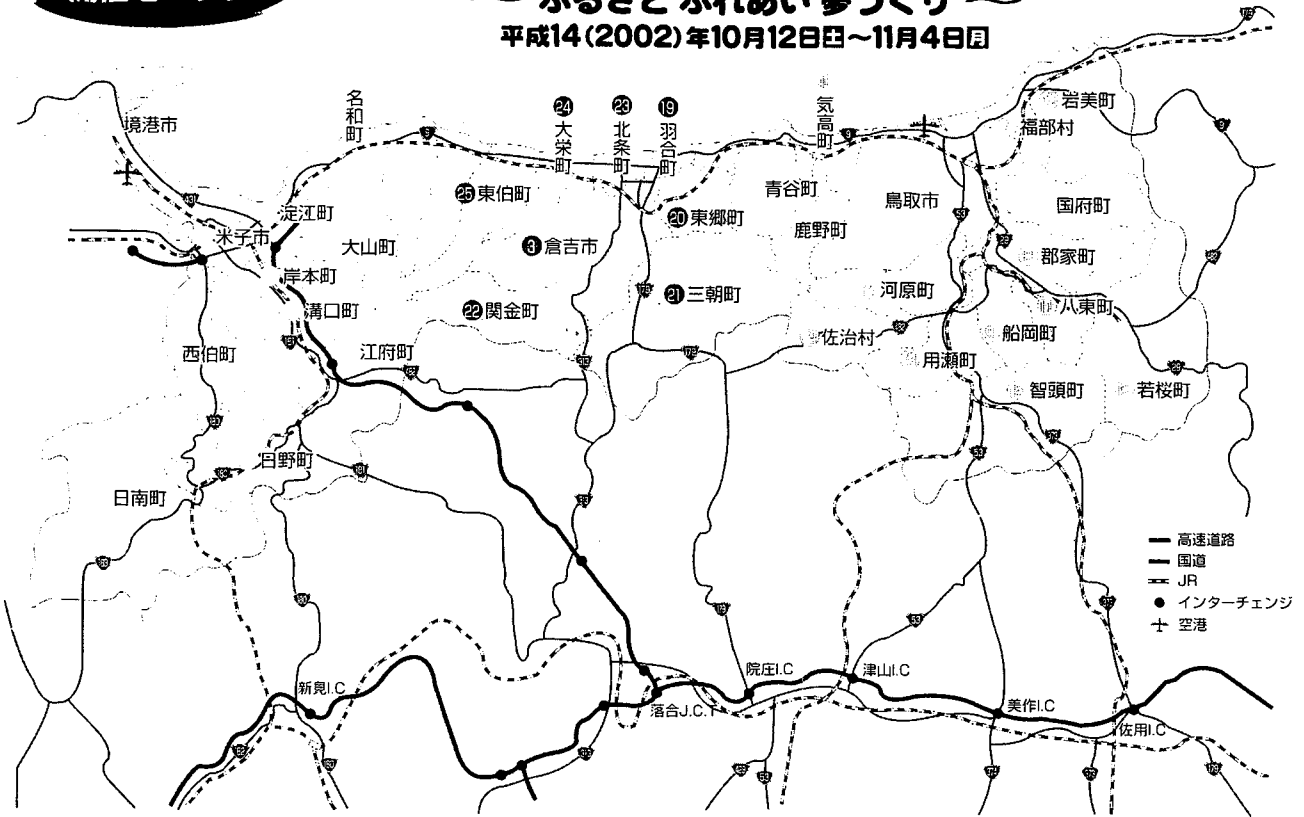 ふるさと ふれあい 夢づくり
平成14(2002)年10月12日土~11月4日月
境港市
名和町
24 大栄町
23 北条町
19 羽合町
気高町
岩美町
福部村
9
9
9
淀江町
25 東伯町
青谷町
鳥取市
国府町
米子市
大山町
3 倉吉市
20 東郷町
鹿野町
郡家町
岸本町
溝口町
22 関金町
21 三朝町
河原町
八東町
西伯町
江府町
佐治村
船岡町
用瀬町
智頭町
若桜町
日野町
日南町
高速道路
国道
JR
インターチェンジ
空港
新見I.C
落合J.C.T
院庄I.C
津山I.C
美作I.C
佐用I.C